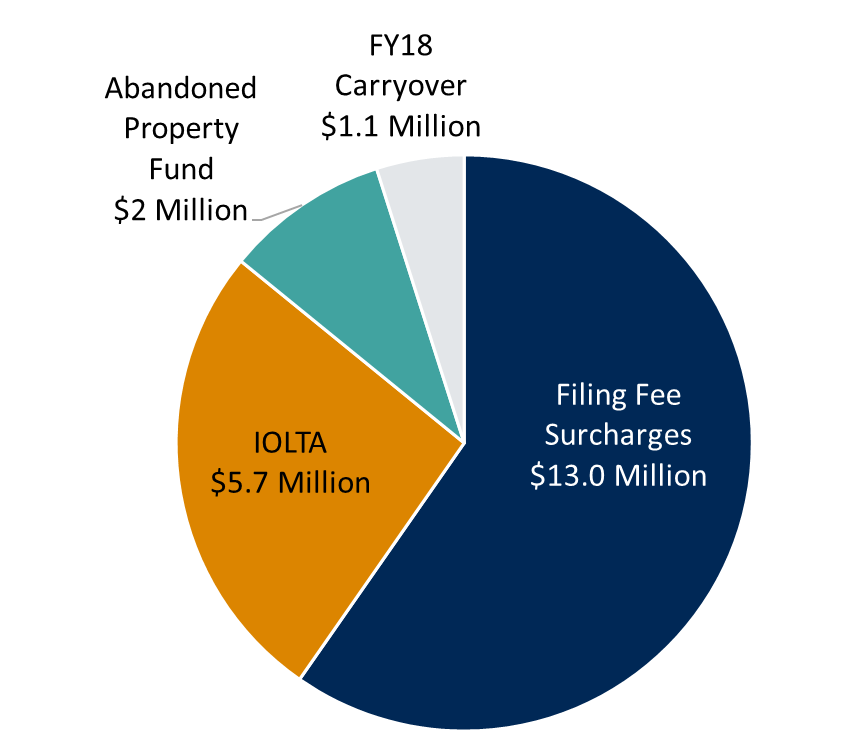 FY18
Carryover
$1.1 Million
Abandoned
Property
Fund
$2 Million
Filing Fee
Surcharges
$13.0 Million
IOLTA
$5.7 Million